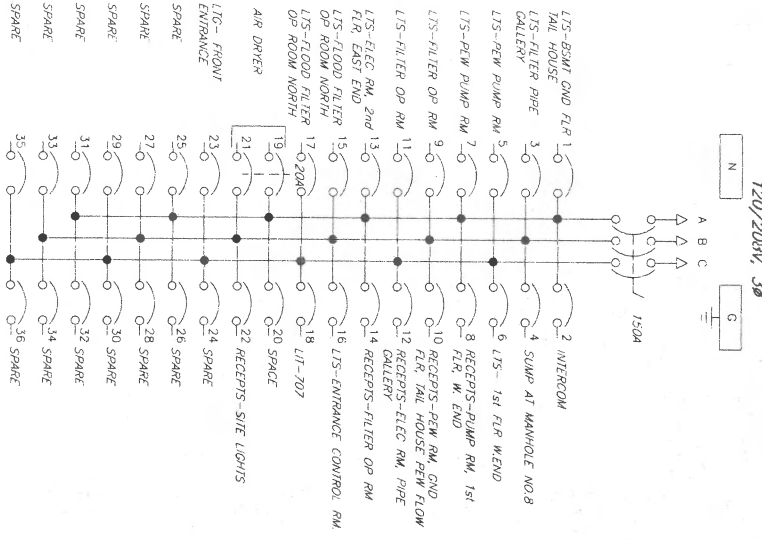 120/208V, 3ø
N
G
A B C
150A
LTS-BSMT GND FLR
TAIL HOUSE
1
2
INTERCOM
LTS-FILTER PIPE
GALLERY
3
4
SUMP AT MANHOLE NO.8
LTS-PEW PUMP RM
5
6
LTS- 1st FLR W.END
LTS-PEW PUMP RM
7
8
RECEPTS-PUMP RM, 1st
FLR, W. END
LTS-FILTER OP RM
9
10
RECEPTS-PEW RM, GND
FLR, TAIL HOUSE PEW FLOW
LTS-FILTER OP RM
11
12
RECEPTS-ELEC RM, PIPE
GALLERY
LTS-ELEC RM, 2nd
FLR, EAST END
13
14
RECEPTS-FILTER OP RM
LTS-FLOOD FILTER
OP ROOM NORTH
15
16
LTS-ENTRANCE CONTROL RM.
LTS-FLOOD FILTER
OP ROOM NORTH
17
18
LIT-707
20A
AIR DRYER
19
20
SPACE
21
22
RECEPTS-SITE LIGHTS
LTG- FRONT
ENTRANCE
23
24
SPARE
SPARE
25
26
SPARE
SPARE
27
28
SPARE
SPARE
29
30
SPARE
SPARE
31
32
SPARE
SPARE
33
34
SPARE
SPARE
35
36
SPARE